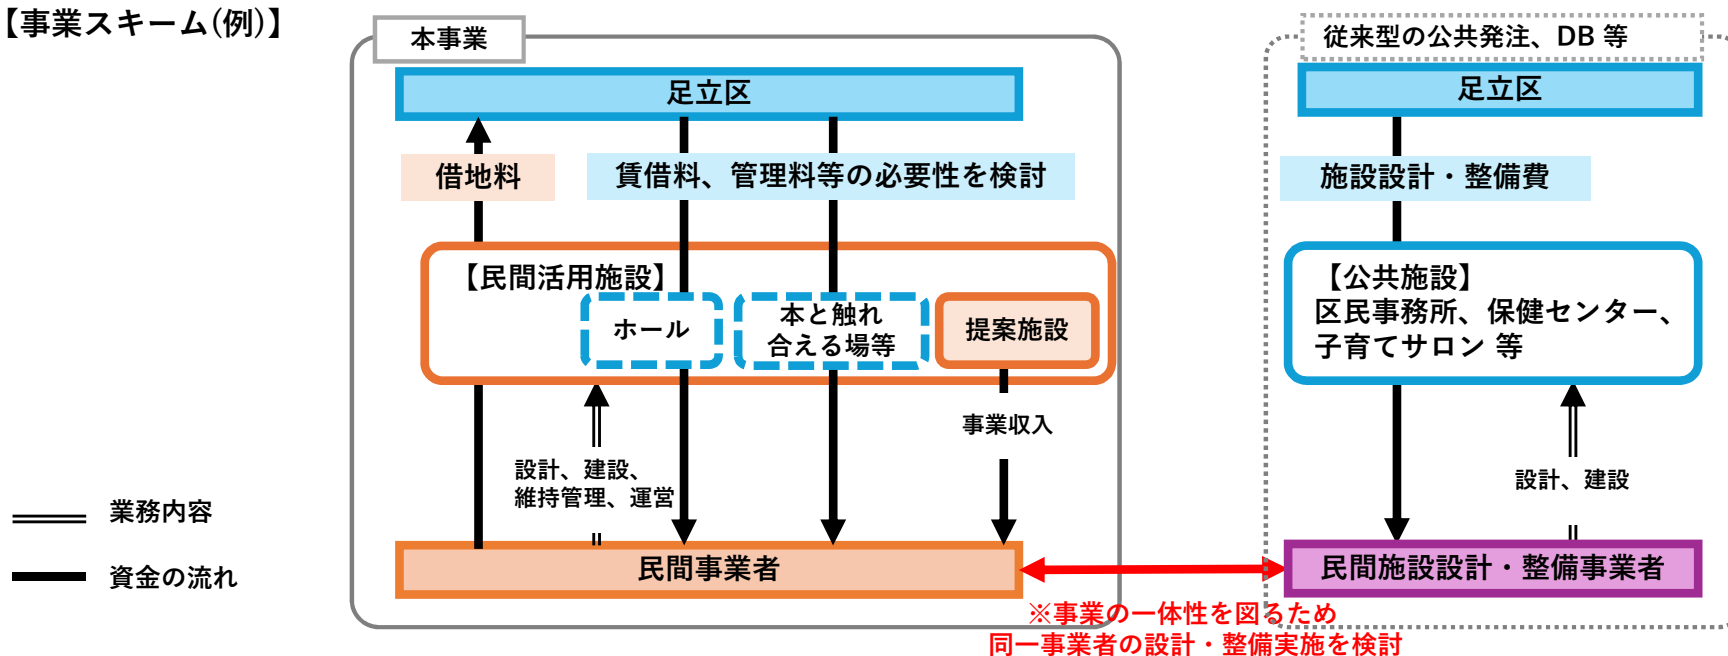 【事業スキーム(例)】
本事業
足立区
借地料
賃借料、管理料等の必要性を検討
【民間活用施設】
ホール
本と触れ
合える場等
提案施設
事業収入
設計、建設、
維持管理、運営
民間事業者
従来型の公共発注、DB 等
足立区
施設設計・整備費
【公共施設】
区民事務所、保健センター、
子育てサロン 等
設計、建設
民間施設設計・整備事業者
※事業の一体性を図るため
同一事業者の設計・整備実施を検討
業務内容
資金の流れ